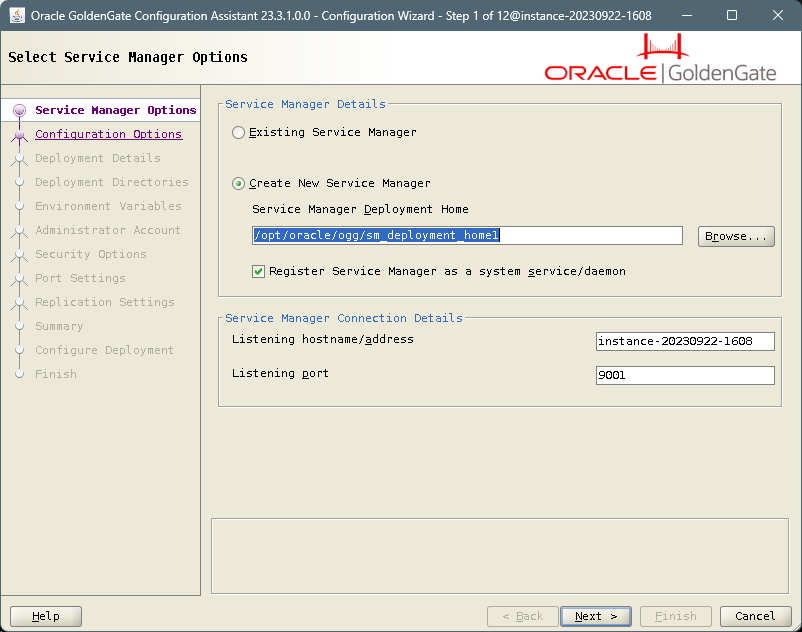 Oracle GoldenGate Configuration Assistant 23.3.1.0.0 - Configuration Wizard - Step 1 of 12@instance-20230922-1608
Select Service Manager Options
ORACLE | GoldenGate
Service Manager Options
Configuration Options
Deployment Details
Deployment Directories
Environment Variables
Administrator Account
Security Options
Port Settings
Replication Settings
Summary
Configure Deployment
Finish
Service Manager Details
Existing Service Manager
Create New Service Manager
Service Manager Deployment Home
/opt/oracle/ogg/sm_deployment_home1
Browse...
Register Service Manager as a system service/daemon
Service Manager Connection Details
Listening hostname/address
instance-20230922-1608
Listening port
9001
Help
< Back
Next >
Finish
Cancel